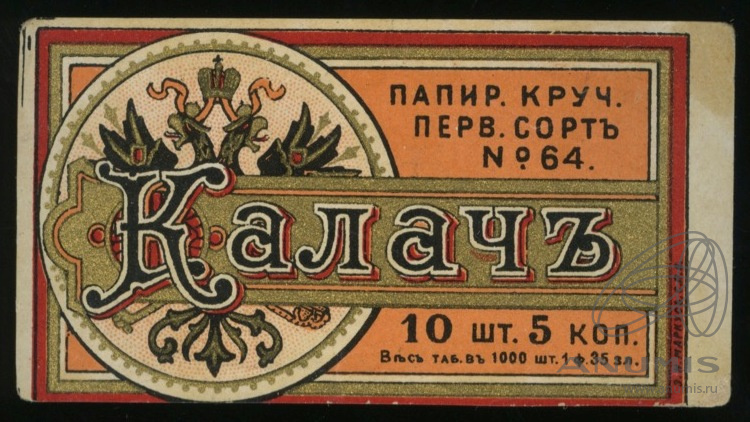 ПАПИР. КРУЧ.
ПЕРВ. СОРТЪ
№ 64.
Калачъ
10 шт. 5 коп.
Вѣсъ таб. въ 1000 шт. 1 ф. 35 зл.
ANUMIS